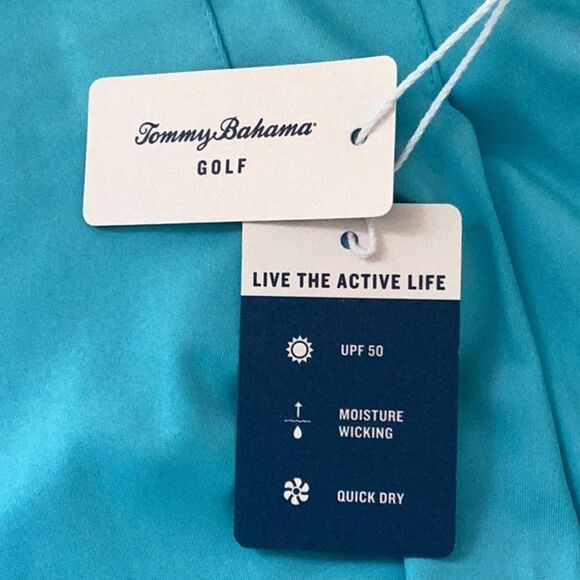 Tommy Bahama
GOLF
LIVE THE ACTIVE LIFE
UPF 50
MOISTURE
WICKING
QUICK DRY